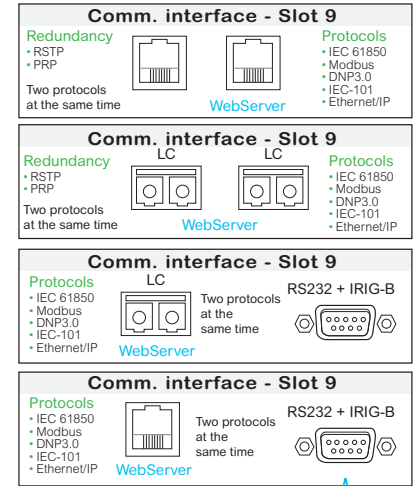 Comm. interface - Slot 9
Redundancy
• RSTP
• PRP
Two protocols
at the same time
WebServer
Protocols
• IEC 61850
• Modbus
• DNP3.0
• IEC-101
• Ethernet/IP
Comm. interface - Slot 9
Redundancy
• RSTP
• PRP
Two protocols
at the same time
LC
LC
WebServer
Protocols
• IEC 61850
• Modbus
• DNP3.0
• IEC-101
• Ethernet/IP
Comm. interface - Slot 9
Protocols
• IEC 61850
• Modbus
• DNP3.0
• IEC-101
• Ethernet/IP
LC
WebServer
Two protocols
at the
same time
RS232 + IRIG-B
Comm. interface - Slot 9
Protocols
• IEC 61850
• Modbus
• DNP3.0
• IEC-101
• Ethernet/IP
WebServer
Two protocols
at the
same time
RS232 + IRIG-B